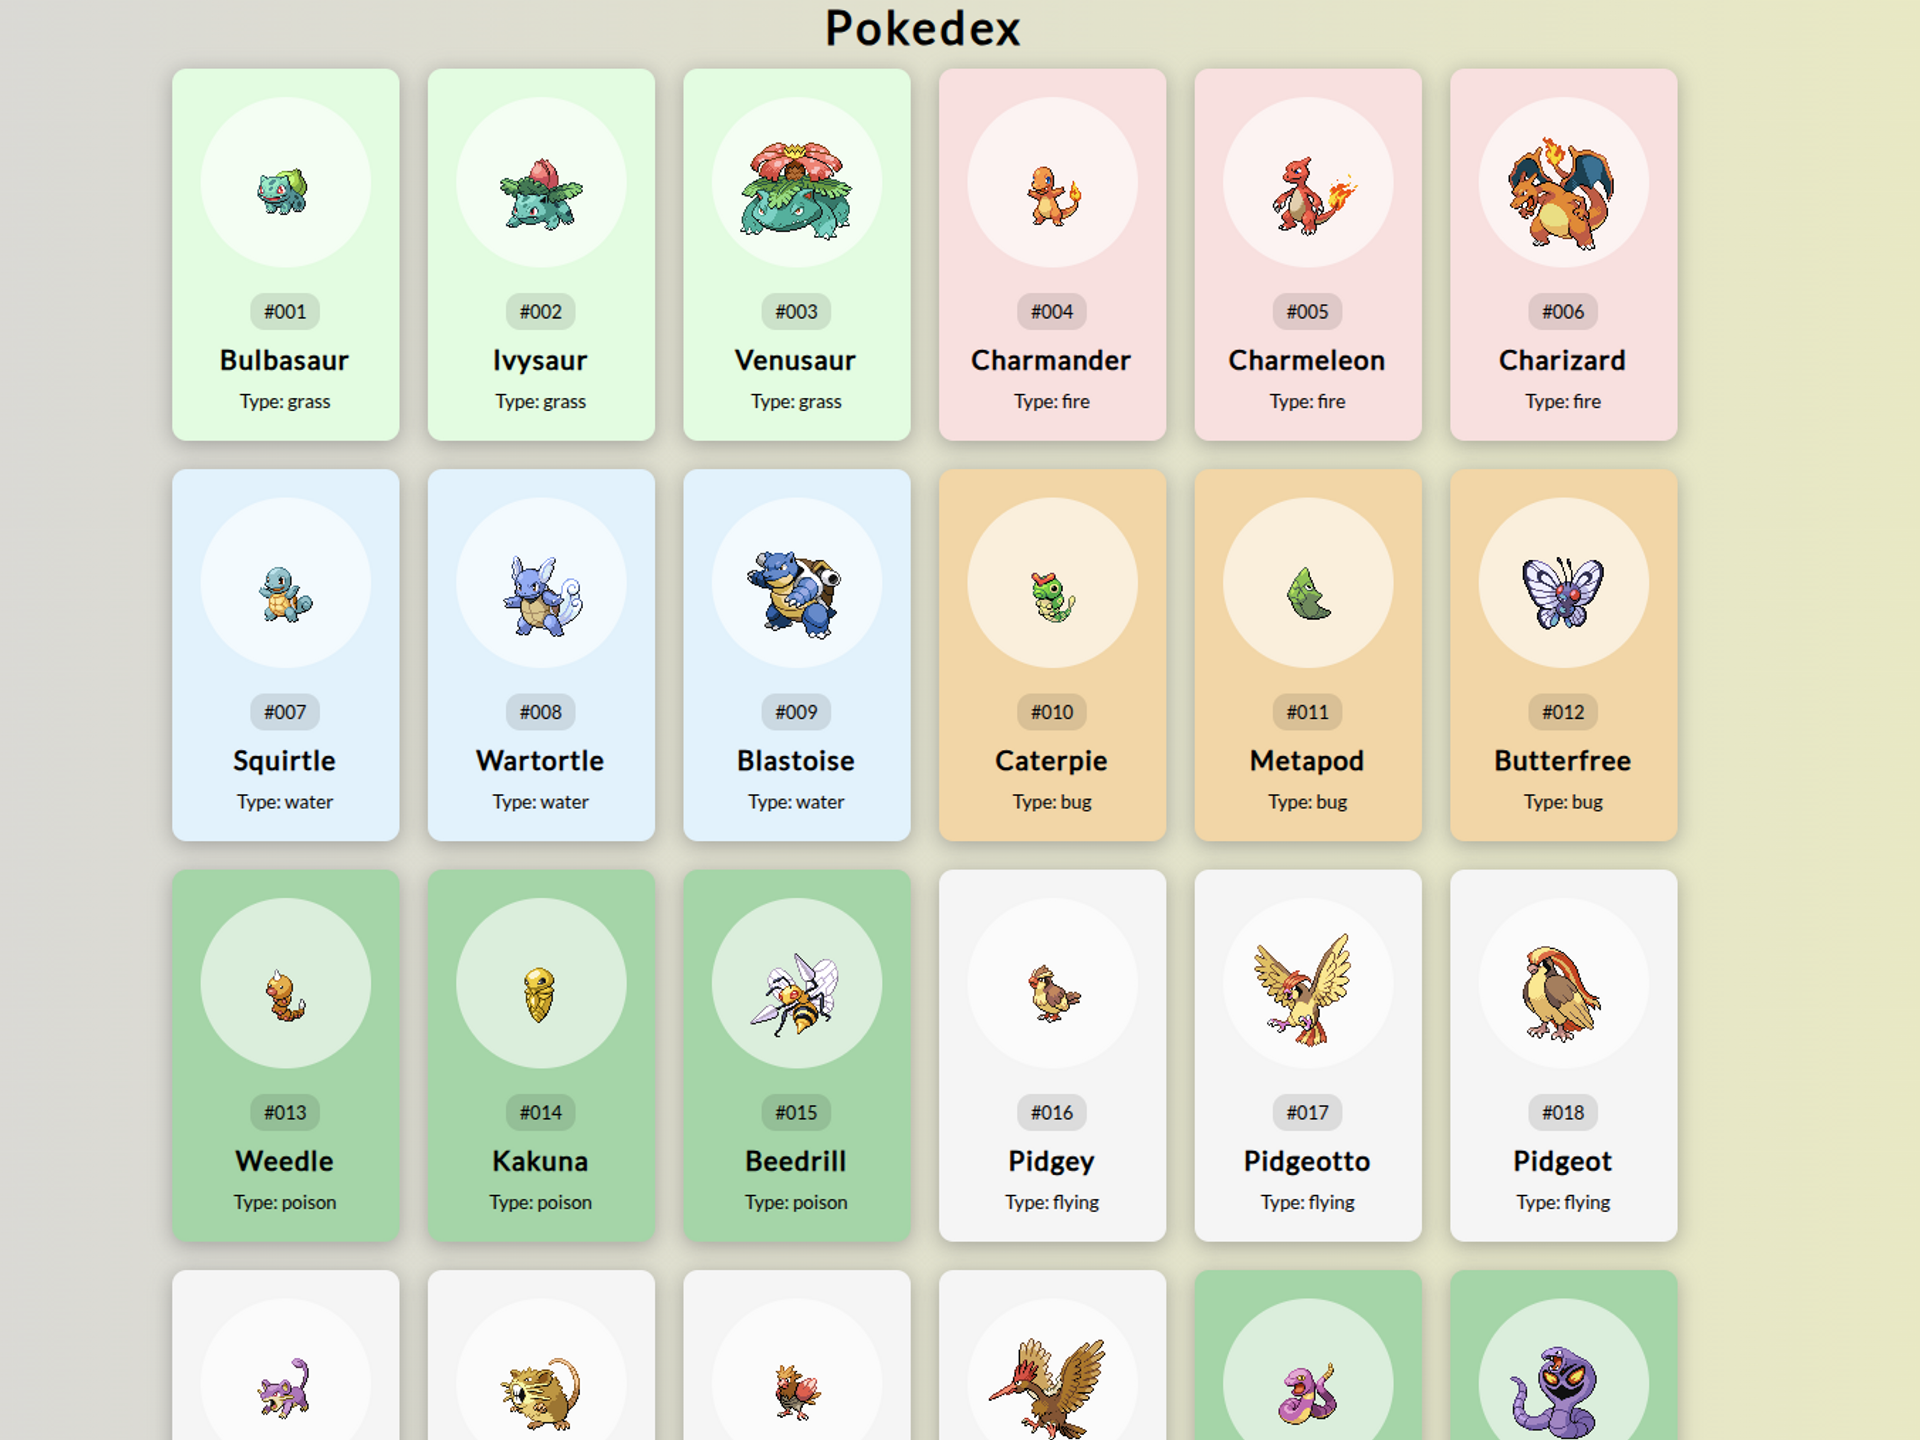 Pokedex
#001 #002 #003 #004 #005 #006
Bulbasaur Ivysaur Venusaur Charmander Charmeleon Charizard
Type: grass Type: grass Type: grass Type: fire Type: fire Type: fire
#007 #008 #009 #010 #011 #012
Squirtle Wartortle Blastoise Caterpie Metapod Butterfree
Type: water Type: water Type: water Type: bug Type: bug Type: bug
#013 #014 #015 #016 #017 #018
Weedle Kakuna Beedrill Pidgey Pidgeotto Pidgeot
Type: poison Type: poison Type: poison Type: flying Type: flying Type: flying